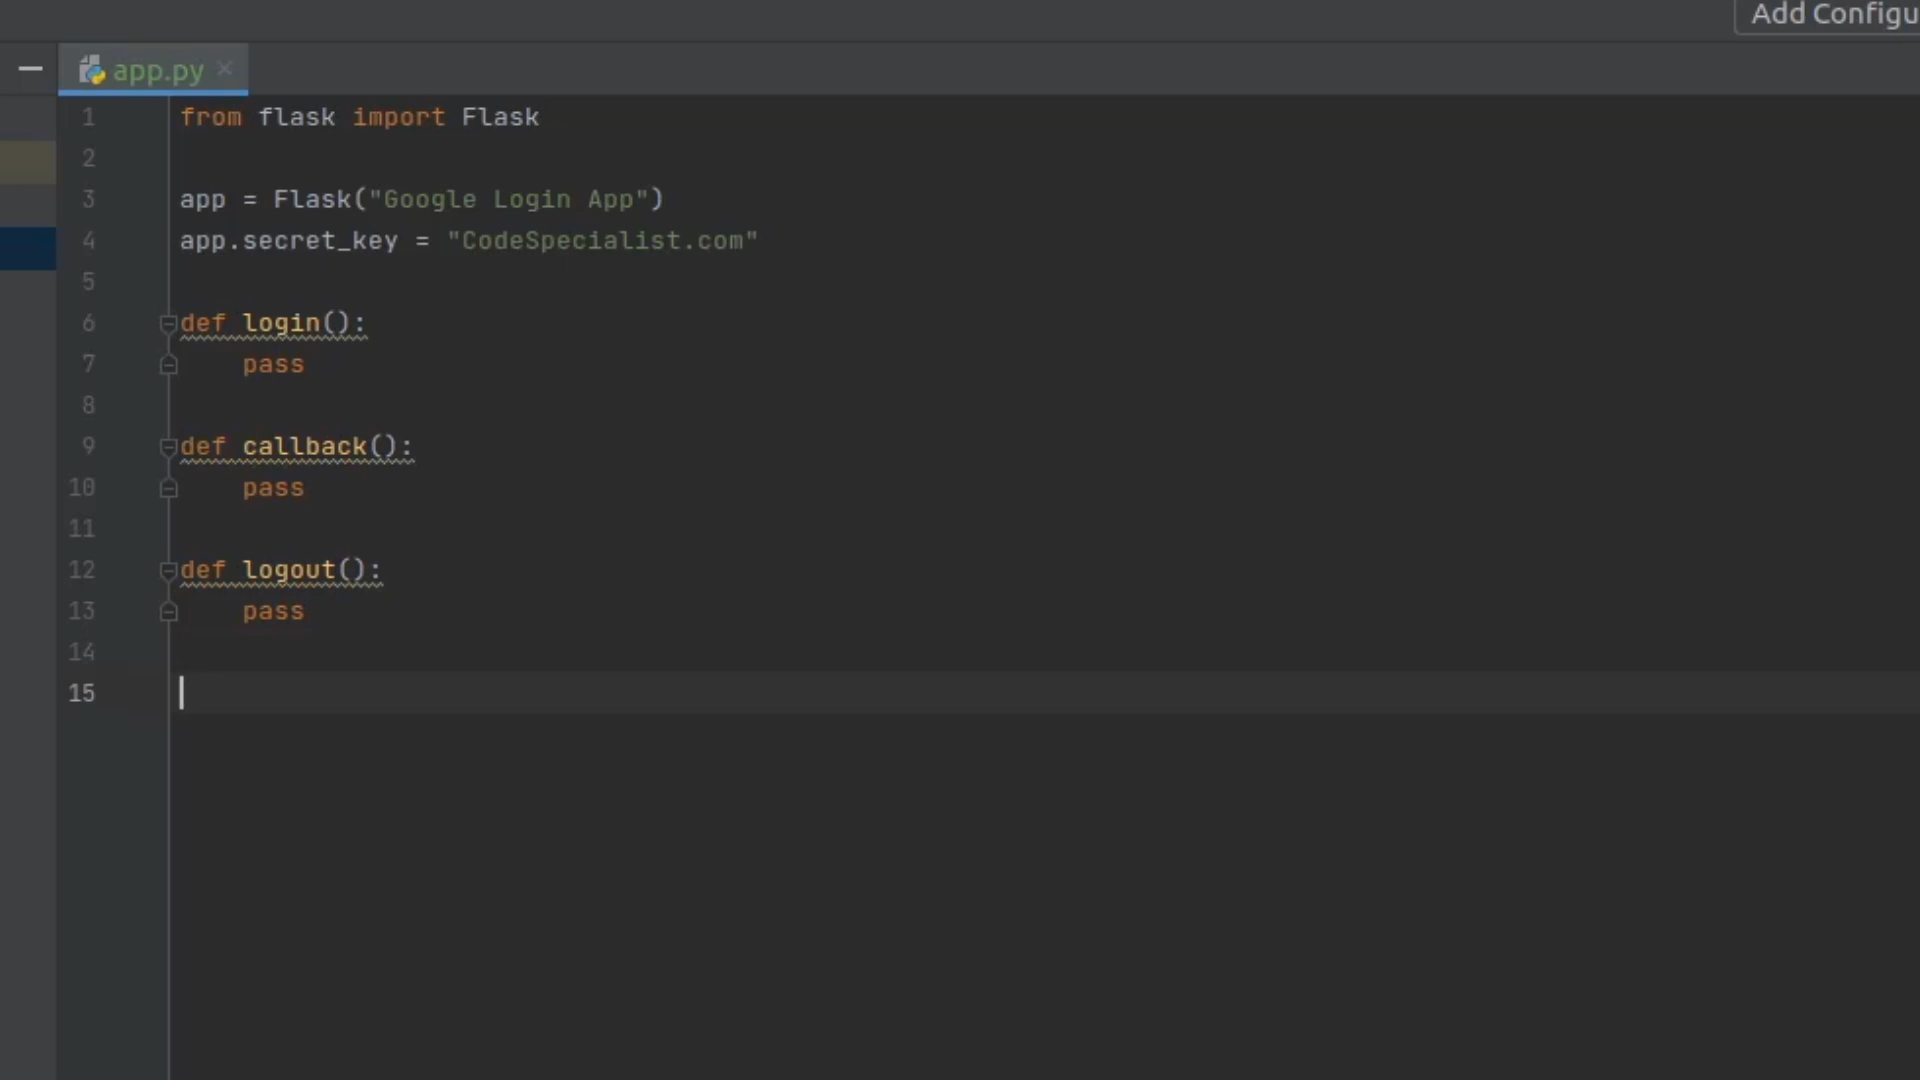 Add Configu
app.py
1 from flask import Flask
2
3 app = Flask("Google Login App")
4 app.secret_key = "CodeSpecialist.com"
5
6 def login():
7     pass
8
9 def callback():
10     pass
11
12 def logout():
13     pass
14
15